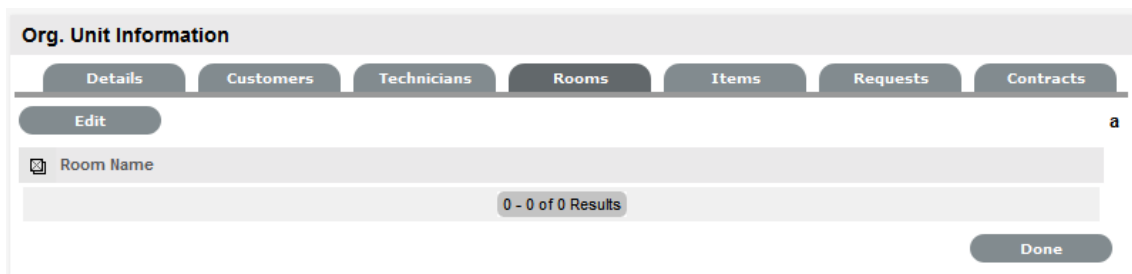 Org. Unit Information
Details Customers Technicians Rooms Items Requests Contracts
Edit a
Room Name
0 - 0 of 0 Results
Done